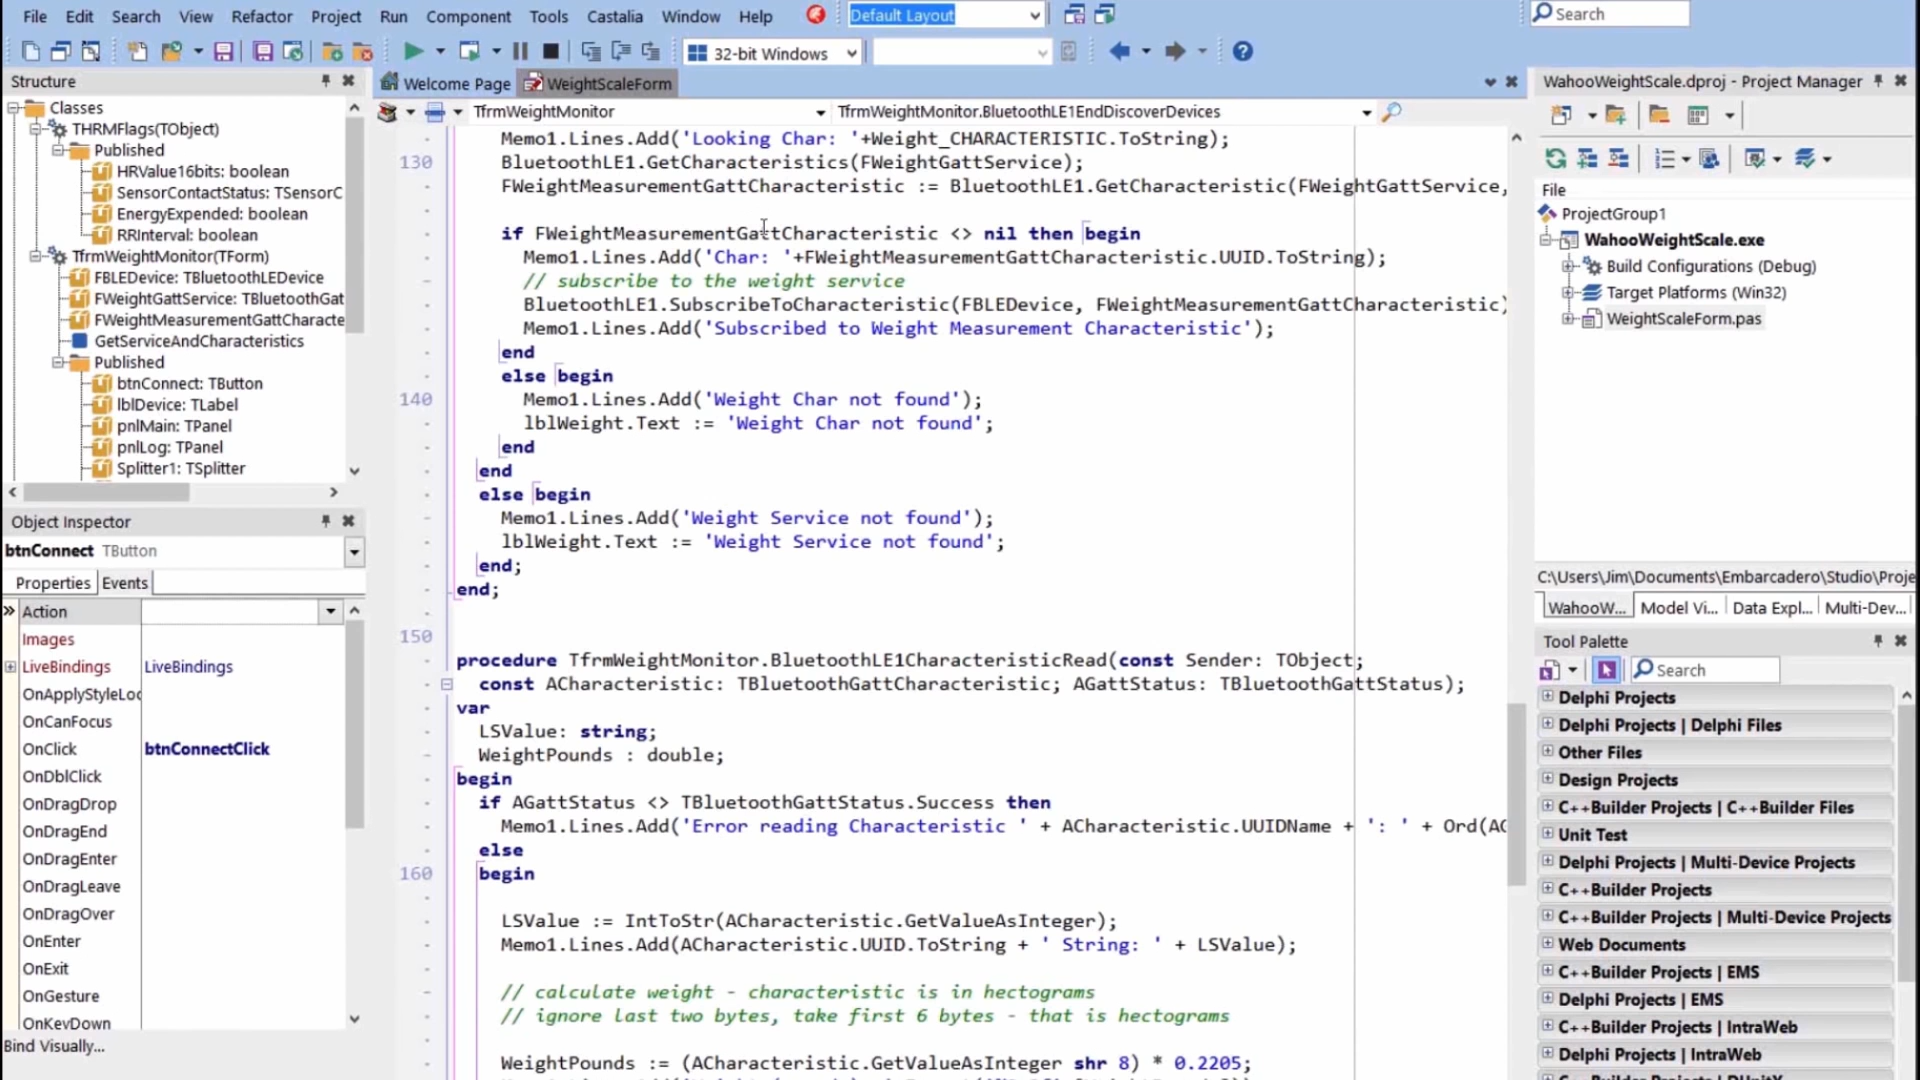 File Edit Search View Refactor Project Run Component Tools Castalia Window Help Default Layout Search
32-bit Windows
Structure
Classes
THRMFlags(TObject)
Published
HRValue16bits: boolean
SensorContactStatus: TSensorC
EnergyExpended: boolean
RRInterval: boolean
TfrmWeightMonitor(TForm)
FBLEDevice: TBluetoothLEDevice
FWeightGattService: TBluetoothGat
FWeightMeasurementGattCharacte
GetServiceAndCharacteristics
Published
btnConnect: TButton
lblDevice: TLabel
pnlMain: TPanel
pnlLog: TPanel
Splitter1: TSplitter
Object Inspector
btnConnect TButton
Properties Events
Action
Images
LiveBindings LiveBindings
OnApplyStyleLoo
OnCanFocus
OnClick btnConnectClick
OnDblClick
OnDragDrop
OnDragEnd
OnDragEnter
OnDragLeave
OnDragOver
OnEnter
OnExit
OnGesture
OnKeyDown
Bind Visually...
Welcome Page WeightScaleForm
TfrmWeightMonitor TfrmWeightMonitor.BluetoothLE1EndDiscoverDevices
Memo1.Lines.Add('Looking Char: '+Weight_CHARACTERISTIC.ToString);
130 BluetoothLE1.GetCharacteristics(FWeightGattService);
FWeightMeasurementGattCharacteristic := BluetoothLE1.GetCharacteristic(FWeightGattService,
if FWeightMeasurementGattCharacteristic <> nil then begin
Memo1.Lines.Add('Char: '+FWeightMeasurementGattCharacteristic.UUID.ToString);
// subscribe to the weight service
BluetoothLE1.SubscribeToCharacteristic(FBLEDevice, FWeightMeasurementGattCharacteristic)
Memo1.Lines.Add('Subscribed to Weight Measurement Characteristic');
end
else begin
140 Memo1.Lines.Add('Weight Char not found');
lblWeight.Text := 'Weight Char not found';
end
end
else begin
Memo1.Lines.Add('Weight Service not found');
lblWeight.Text := 'Weight Service not found';
end;
end;
150
procedure TfrmWeightMonitor.BluetoothLE1CharacteristicRead(const Sender: TObject;
const ACharacteristic: TBluetoothGattCharacteristic; AGattStatus: TBluetoothGattStatus);
var
LSValue: string;
WeightPounds : double;
begin
if AGattStatus <> TBluetoothGattStatus.Success then
Memo1.Lines.Add('Error reading Characteristic ' + ACharacteristic.UUIDName + ': ' + Ord(AG
else
160 begin
LSValue := IntToStr(ACharacteristic.GetValueAsInteger);
Memo1.Lines.Add(ACharacteristic.UUID.ToString + ' String: ' + LSValue);
// calculate weight - characteristic is in hectograms
// ignore last two bytes, take first 6 bytes - that is hectograms
WeightPounds := (ACharacteristic.GetValueAsInteger shr 8) * 0.2205;
WahooWeightScale.dproj - Project Manager
File
ProjectGroup1
WahooWeightScale.exe
Build Configurations (Debug)
Target Platforms (Win32)
WeightScaleForm.pas
C:\Users\Jim\Documents\Embarcadero\Studio\Proje
WahooW... Model Vi... Data Expl... Multi-Dev...
Tool Palette
Search
Delphi Projects
Delphi Projects | Delphi Files
Other Files
Design Projects
C++Builder Projects | C++Builder Files
Unit Test
Delphi Projects | Multi-Device Projects
C++Builder Projects
C++Builder Projects | Multi-Device Projects
Web Documents
C++Builder Projects | EMS
Delphi Projects | EMS
C++Builder Projects | IntraWeb
Delphi Projects | IntraWeb